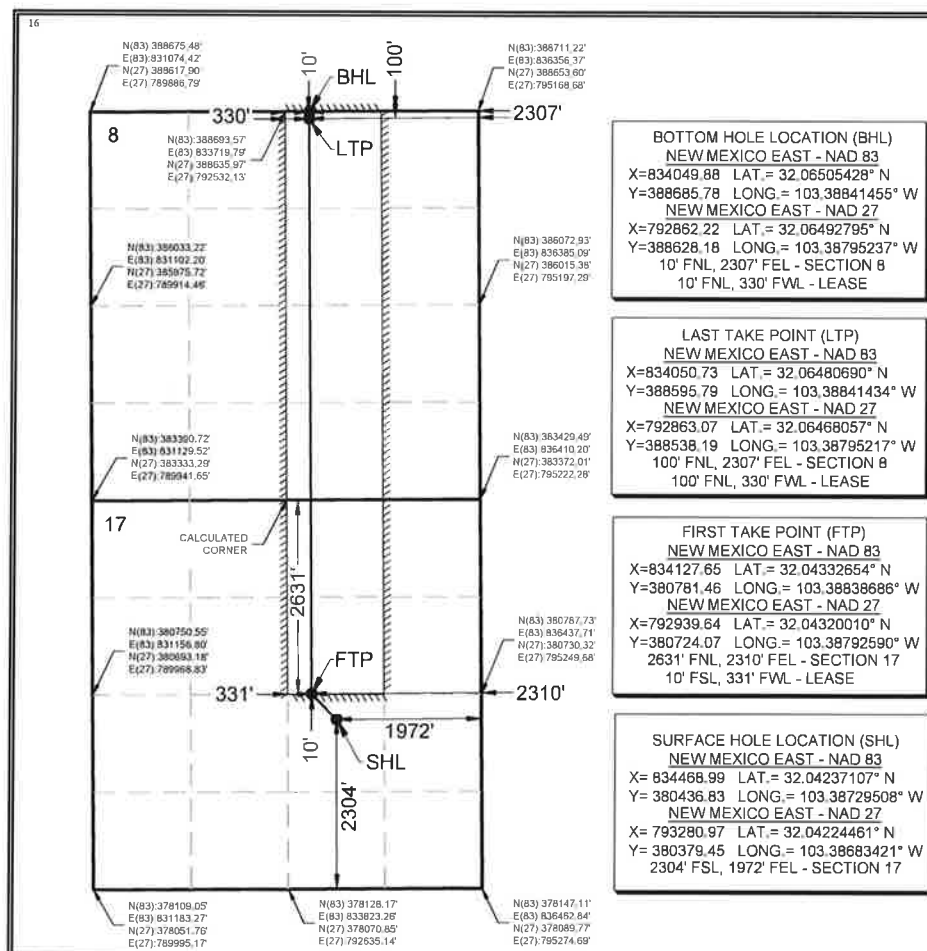 16
N(83) 388675.48'
E(83):831074.42'
N(27) 388617.90'
E(27):789886.79'
10'
BHL
100'
N(83):388711.22'
E(83):836356.37'
N(27) 388653.60'
E(27):795168.68'
330'
2307'
8
N(83):388693.57'
E(83) 833719.79'
N(27) 388635.97'
E(27) 792532.13'
LTP
N(83):386033.22'
E(83):831102.20'
N(27) 385975.72'
E(27):789914.46'
N(83) 386072.93'
E(83) 836385.09'
N(27) 386015.38'
E(27) 795197.29'
N(83):383390.72'
E(83) 831129.52'
N(27) 383333.29'
E(27):789941.65'
N(83):383429.49'
E(83) 836410.20'
N(27) 383372.01'
E(27):795222.28'
17
CALCULATED
CORNER
2631'
N(83):380750.55'
E(83) 831156.80'
N(27):380693.18'
E(27):789968.83'
N(83) 380787.73'
E(83) 836437.71'
N(27) 380730.32'
E(27):795249.68'
FTP
331'
2310'
10'
1972'
SHL
2304'
N(83):378109.05'
E(83) 831183.27'
N(27) 378051.76'
E(27):789995.17'
N(83):378128.17'
E(83) 833823.26'
N(27) 378070.85'
E(27) 792635.14'
N(83):378147.11'
E(83) 836462.84'
N(27) 378089.77'
E(27) 795274.69'
BOTTOM HOLE LOCATION (BHL)
NEW MEXICO EAST - NAD 83
X=834049.88 LAT.= 32.06505428° N
Y=388685.78 LONG.= 103.38841455° W
NEW MEXICO EAST - NAD 27
X=792862.22 LAT.= 32.06492795° N
Y=388628.18 LONG.= 103.38795237° W
10' FNL, 2307' FEL - SECTION 8
10' FNL, 330' FWL - LEASE
LAST TAKE POINT (LTP)
NEW MEXICO EAST - NAD 83
X=834050.73 LAT.= 32.06480690° N
Y=388595.79 LONG.= 103.38841434° W
NEW MEXICO EAST - NAD 27
X=792863.07 LAT.= 32.06468057° N
Y=388538.19 LONG.= 103.38795217° W
100' FNL, 2307' FEL - SECTION 8
100' FNL, 330' FWL - LEASE
FIRST TAKE POINT (FTP)
NEW MEXICO EAST - NAD 83
X=834127.65 LAT.= 32.04332654° N
Y=380781.46 LONG.= 103.38838686° W
NEW MEXICO EAST - NAD 27
X=792939.64 LAT.= 32.04320010° N
Y=380724.07 LONG.= 103.38792590° W
2631' FNL, 2310' FEL - SECTION 17
10' FSL, 331' FWL - LEASE
SURFACE HOLE LOCATION (SHL)
NEW MEXICO EAST - NAD 83
X= 834468.99 LAT.= 32.04237107° N
Y= 380436.83 LONG.= 103.38729508° W
NEW MEXICO EAST - NAD 27
X= 793280.97 LAT.= 32.04224461° N
Y= 380379.45 LONG.= 103.38683421° W
2304' FSL, 1972' FEL - SECTION 17